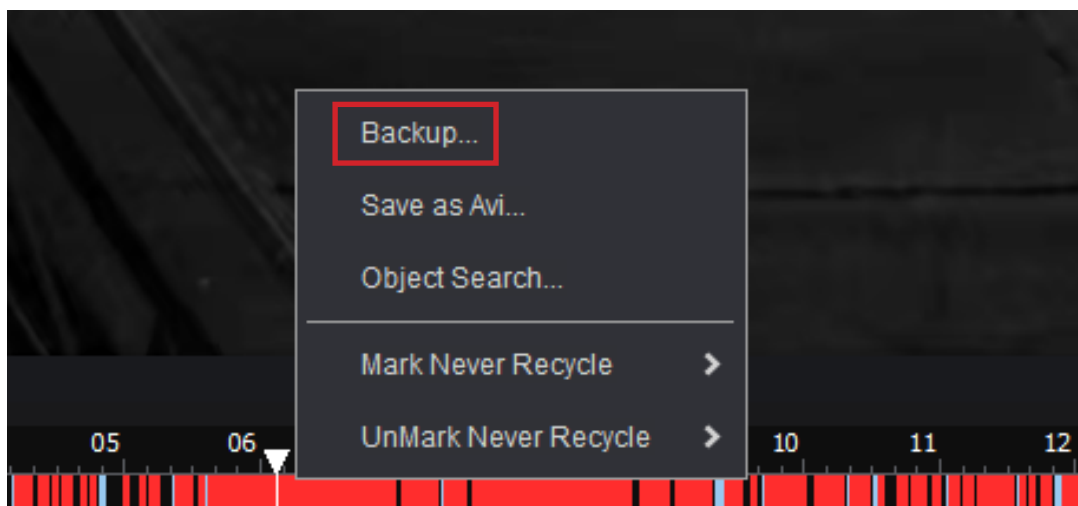 Backup...
Save as Avi...
Object Search...
Mark Never Recycle
UnMark Never Recycle
05 06 10 11 12